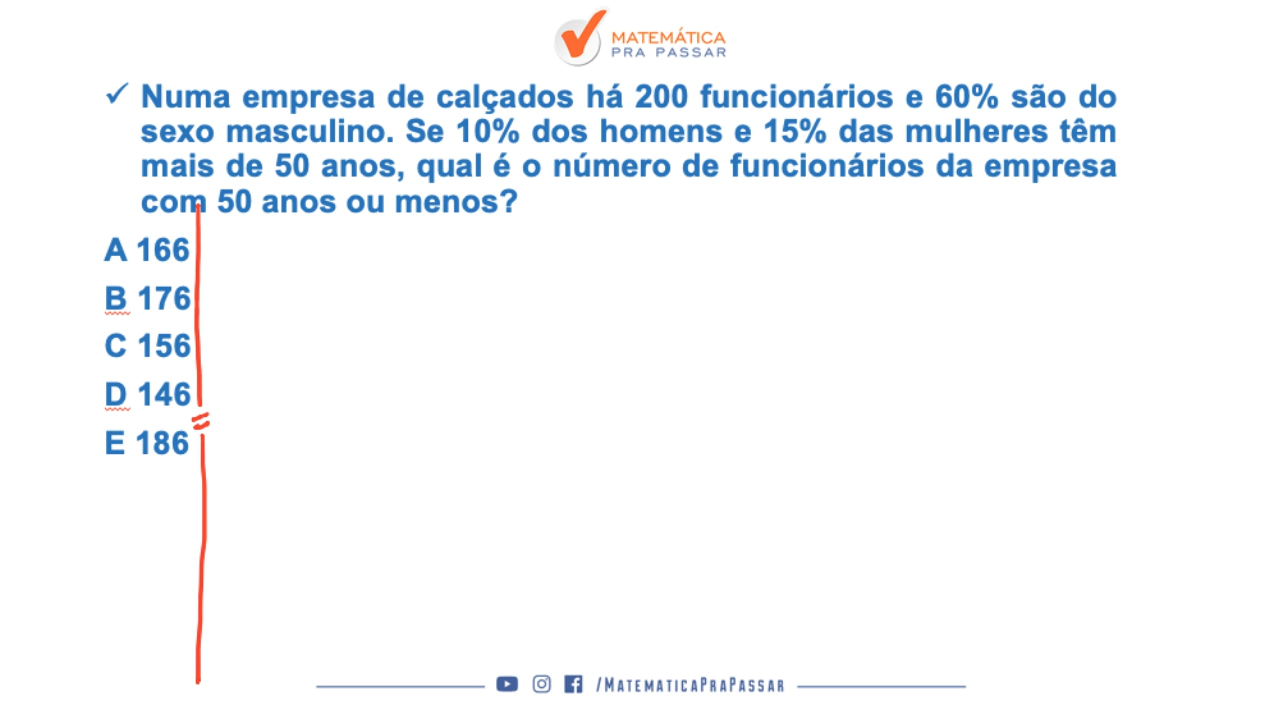 MATEMÁTICA
PRA PASSAR
✓ Numa empresa de calçados há 200 funcionários e 60% são do
sexo masculino. Se 10% dos homens e 15% das mulheres têm
mais de 50 anos, qual é o número de funcionários da empresa
com 50 anos ou menos?
A 166
B 176
C 156
D 146
E 186
/MATEMATICAPRAPASSAR